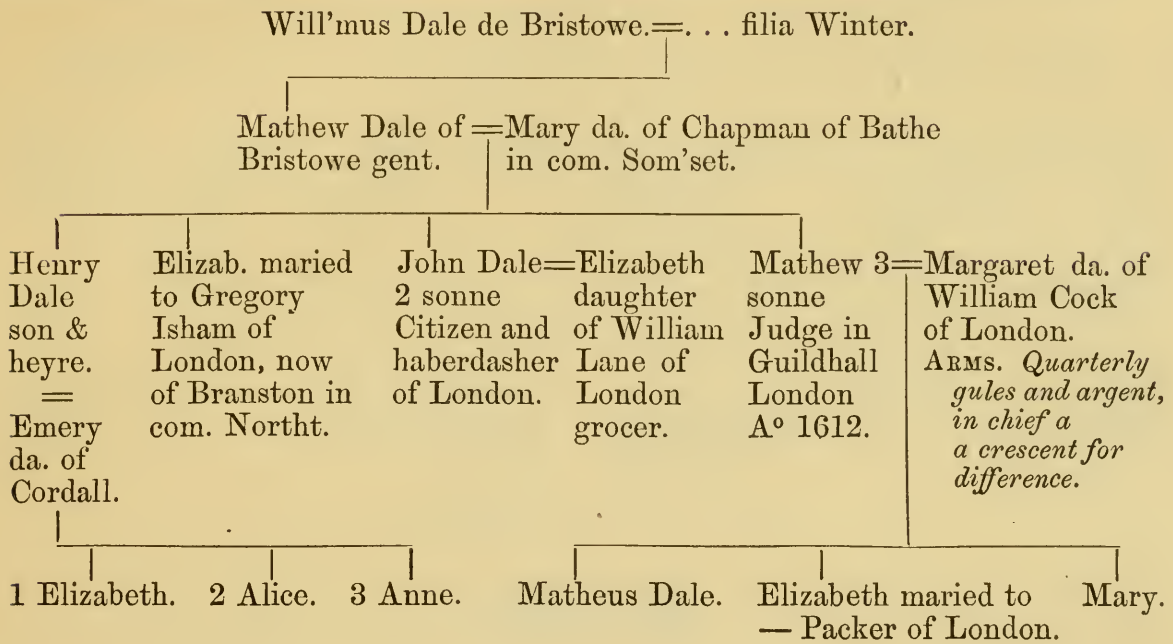 Will'mus Dale de Bristowe.=. . . filia Winter.
Mathew Dale of =Mary da. of Chapman of Bathe
Bristowe gent. in com. Som'set.
Henry
Dale
son &
heyre.
=
Emery
da. of
Cordall.
Elizab. maried
to Gregory
Isham of
London, now
of Branston in
com. Northt.
John Dale=
2 sonne
Citizen and
haberdasher
of London.
Elizabeth
daughter
of William
Lane of
London
grocer.
Mathew 3=
sonne
Judge in
Guildhall
London
Aº 1612.
Margaret da. of
William Cock
of London.
ARMS. Quarterly
gules and argent,
in chief a
a crescent for
difference.
1 Elizabeth. 2 Alice. 3 Anne.
Matheus Dale. Elizabeth maried to Mary.
— Packer of London.